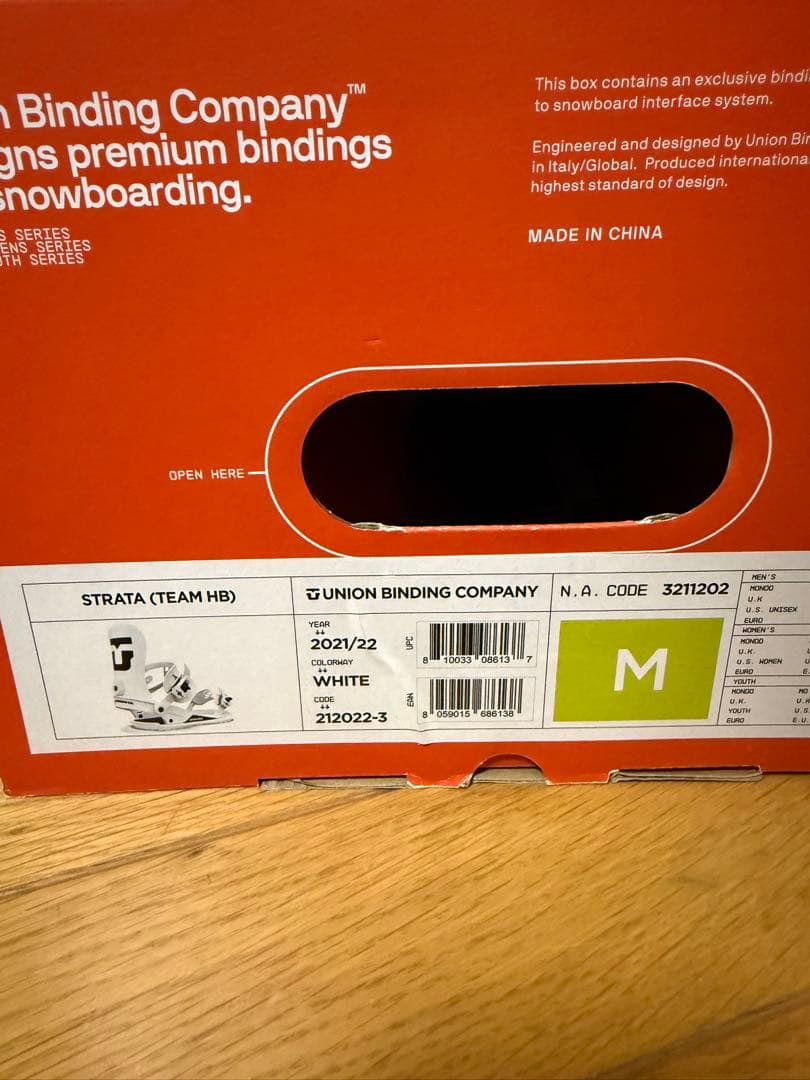 n Binding Company™
gns premium bindings
snowboarding.
S SERIES
ENS SERIES
UTH SERIES
This box contains an exclusive bindi
to snowboard interface system.
Engineered and designed by Union Bin
in Italy/Global. Produced internationa
highest standard of design.
MADE IN CHINA
OPEN HERE
STRATA (TEAM HB)
UNION BINDING COMPANY
N.A. CODE 3211202
YEAR
2021/22
COLORWAY
WHITE
CODE
212022-3
UPC
8 10033 08613 7
EAN
8 059015 686138
M
MEN'S
MONDO
U.K
U.S. UNISEX
EURO
WOMEN'S
MONDO
U.K.
U.S. WOMEN
EURO
YOUTH
MONDO
U.K.
YOUTH
EURO
MO
U.K
U.S
E.U.